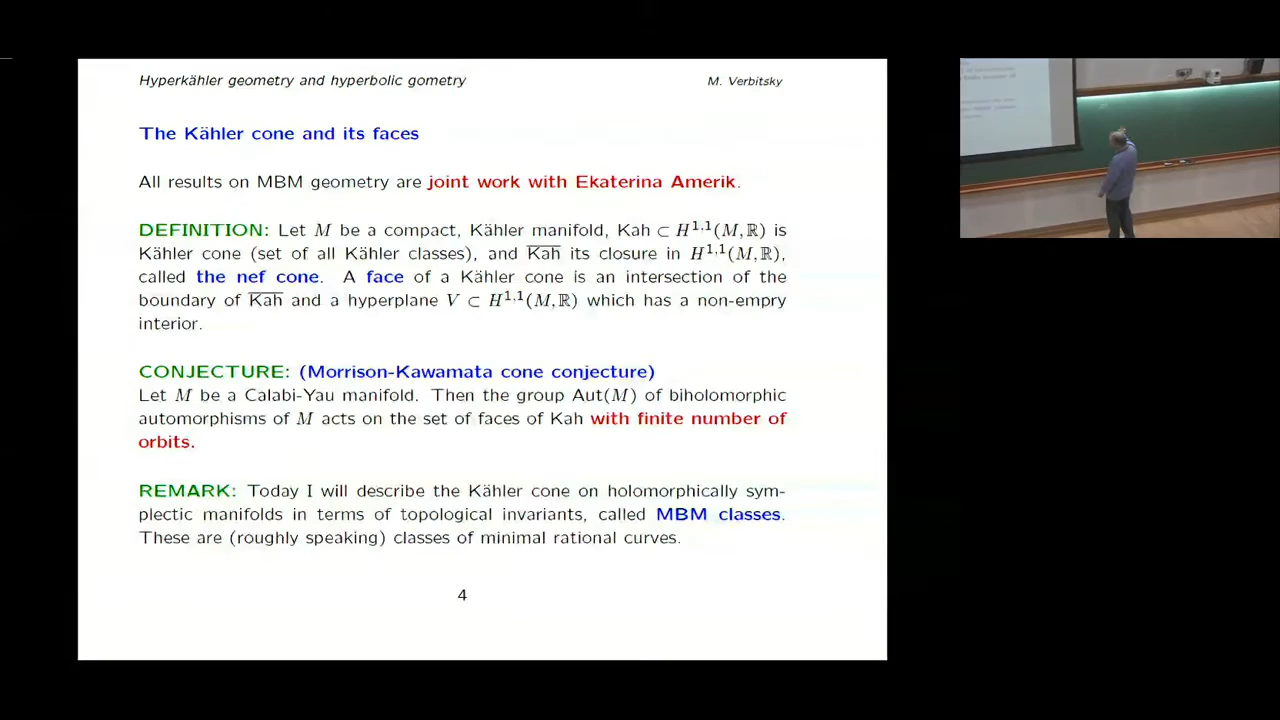 Hyperkähler geometry and hyperbolic gometry M. Verbitsky
The Kähler cone and its faces
All results on MBM geometry are joint work with Ekaterina Amerik.
DEFINITION: Let M be a compact, Kähler manifold, Kah ⊂ H^{1,1}(M,ℝ) is
Kähler cone (set of all Kähler classes), and \overline{Kah} its closure in H^{1,1}(M,ℝ),
called the nef cone. A face of a Kähler cone is an intersection of the
boundary of \overline{Kah} and a hyperplane V ⊂ H^{1,1}(M,ℝ) which has a non-empry
interior.
CONJECTURE: (Morrison-Kawamata cone conjecture)
Let M be a Calabi-Yau manifold. Then the group Aut(M) of biholomorphic
automorphisms of M acts on the set of faces of Kah with finite number of
orbits.
REMARK: Today I will describe the Kähler cone on holomorphically sym-
plectic manifolds in terms of topological invariants, called MBM classes.
These are (roughly speaking) classes of minimal rational curves.
4